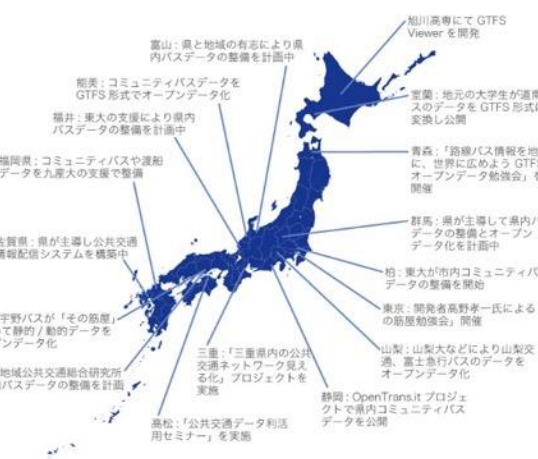 旭川高専にて GTFS
Viewer を開発
富山 : 県と地域の有志により県
内バスデータの整備を計画中
能美 : コミュニティバスデータを
GTFS 形式でオープンデータ化
室蘭 : 地元の大学生が道南
スのデータを GTFS 形式に
変換し公開
福井 : 東大の支援により県内
バスデータの整備を計画中
青森 : 「路線バス情報を地
に、世界に広めよう GTF
オープンデータ勉強会」を
開催
福岡県 : コミュニティバスや渡船
データを九産大の支援で整備
群馬 : 県が主導して県内バ
データの整備とオープン
データ化を計画中
佐賀県 : 県が主導し公共交通
情報配信システムを構築中
柏 : 東大が市内コミュニティバ
データの整備を開始
宇野バスが「その筋屋」
て静的 / 動的データを
ンデータ化
東京 : 開発者高野孝一氏による
の筋屋勉強会」開催
山梨 : 山梨大などにより山梨交
通、富士急行バスのデータを
オープンデータ化
地域公共交通総合研究所
バスデータの整備を計画
三重 : 「三重県内の公共
交通ネットワーク見え
る化」プロジェクトを
実施
静岡 : OpenTrans.it プロジェ
クトで県内コミュニティバス
データを公開
高松 : 「公共交通データ利活
用セミナー」を実施